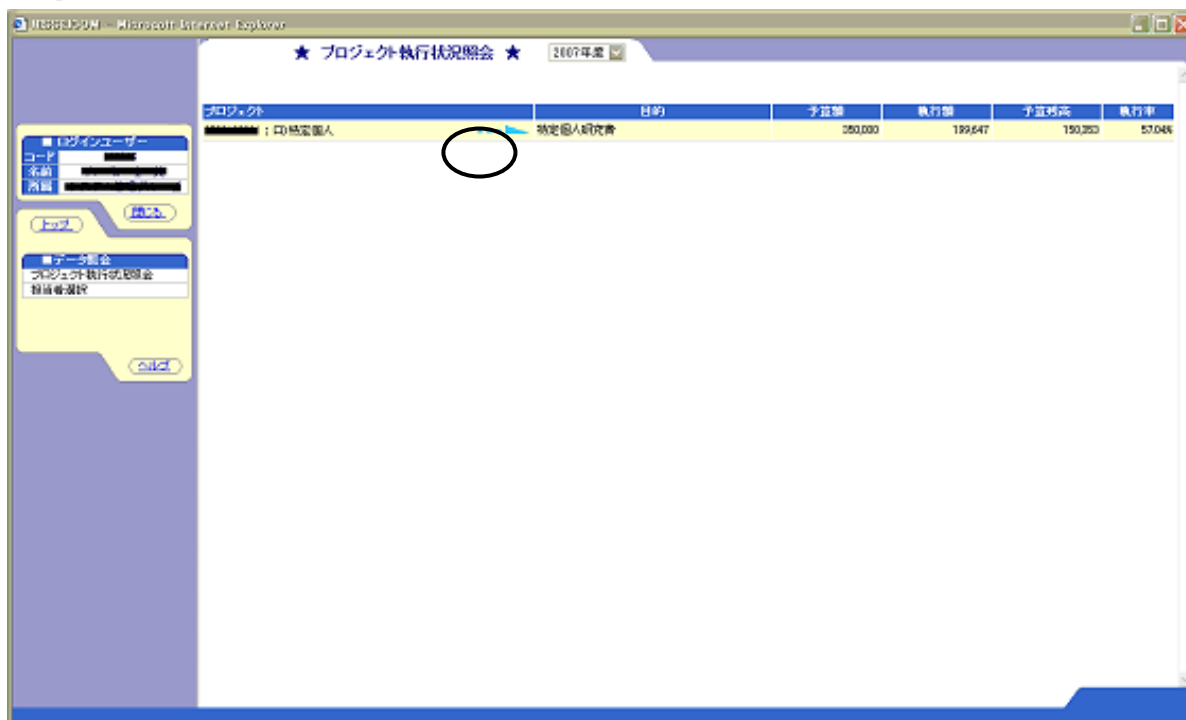 Microsoft Internet Explorer
★ プロジェクト執行状況照会 ★ 2007年度
プロジェクト 目的 予算額 執行額 予算残高 執行率
; 口)特定個人 特定個人研究費 350,000 199,647 150,353 57.04%
■ ログインユーザー
コード
名前
所属
閉じる
トップ
■データ照会
プロジェクト執行状況照会
担当者選択
ヘルプ